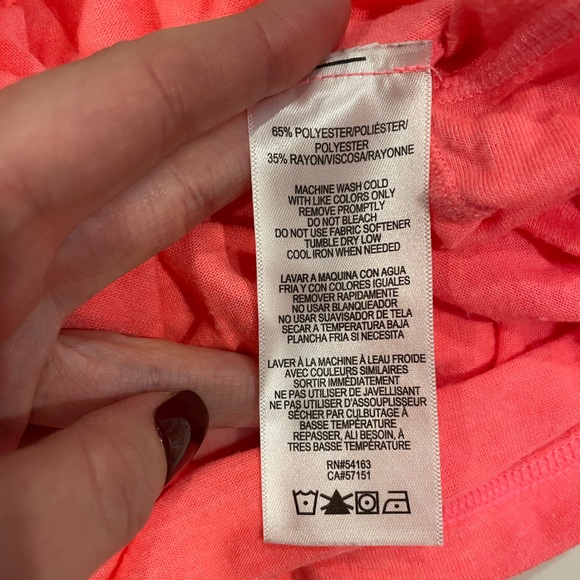 65% POLYESTER/POLIÉSTER/
POLYESTER
35% RAYON/VISCOSA/RAYONNE
MACHINE WASH COLD
WITH LIKE COLORS ONLY
REMOVE PROMPTLY
DO NOT BLEACH
DO NOT USE FABRIC SOFTENER
TUMBLE DRY LOW
COOL IRON WHEN NEEDED
LAVAR A MAQUINA CON AGUA
FRIA Y CON COLORES IGUALES
REMOVER RAPIDAMENTE
NO USAR BLANQUEADOR
NO USAR SUAVISADOR DE TELA
SECAR A TEMPERATURA BAJA
PLANCHA FRIA SI NECESITA
LAVER À LA MACHINE À LEAU FROIDE
AVEC COULEURS SIMILAIRES
SORTIR IMMÉDIATEMENT
NE PAS UTILISER DE JAVELLISANT
NE PAS UTILISER D'ASSOUPLISSEUR
SÉCHER PAR CULBUTAGE À
BASSE TEMPÉRATURE
REPASSER, AU BESOIN, À
TRES BASSE TEMPÉRATURE
RN#54163
CA#57151